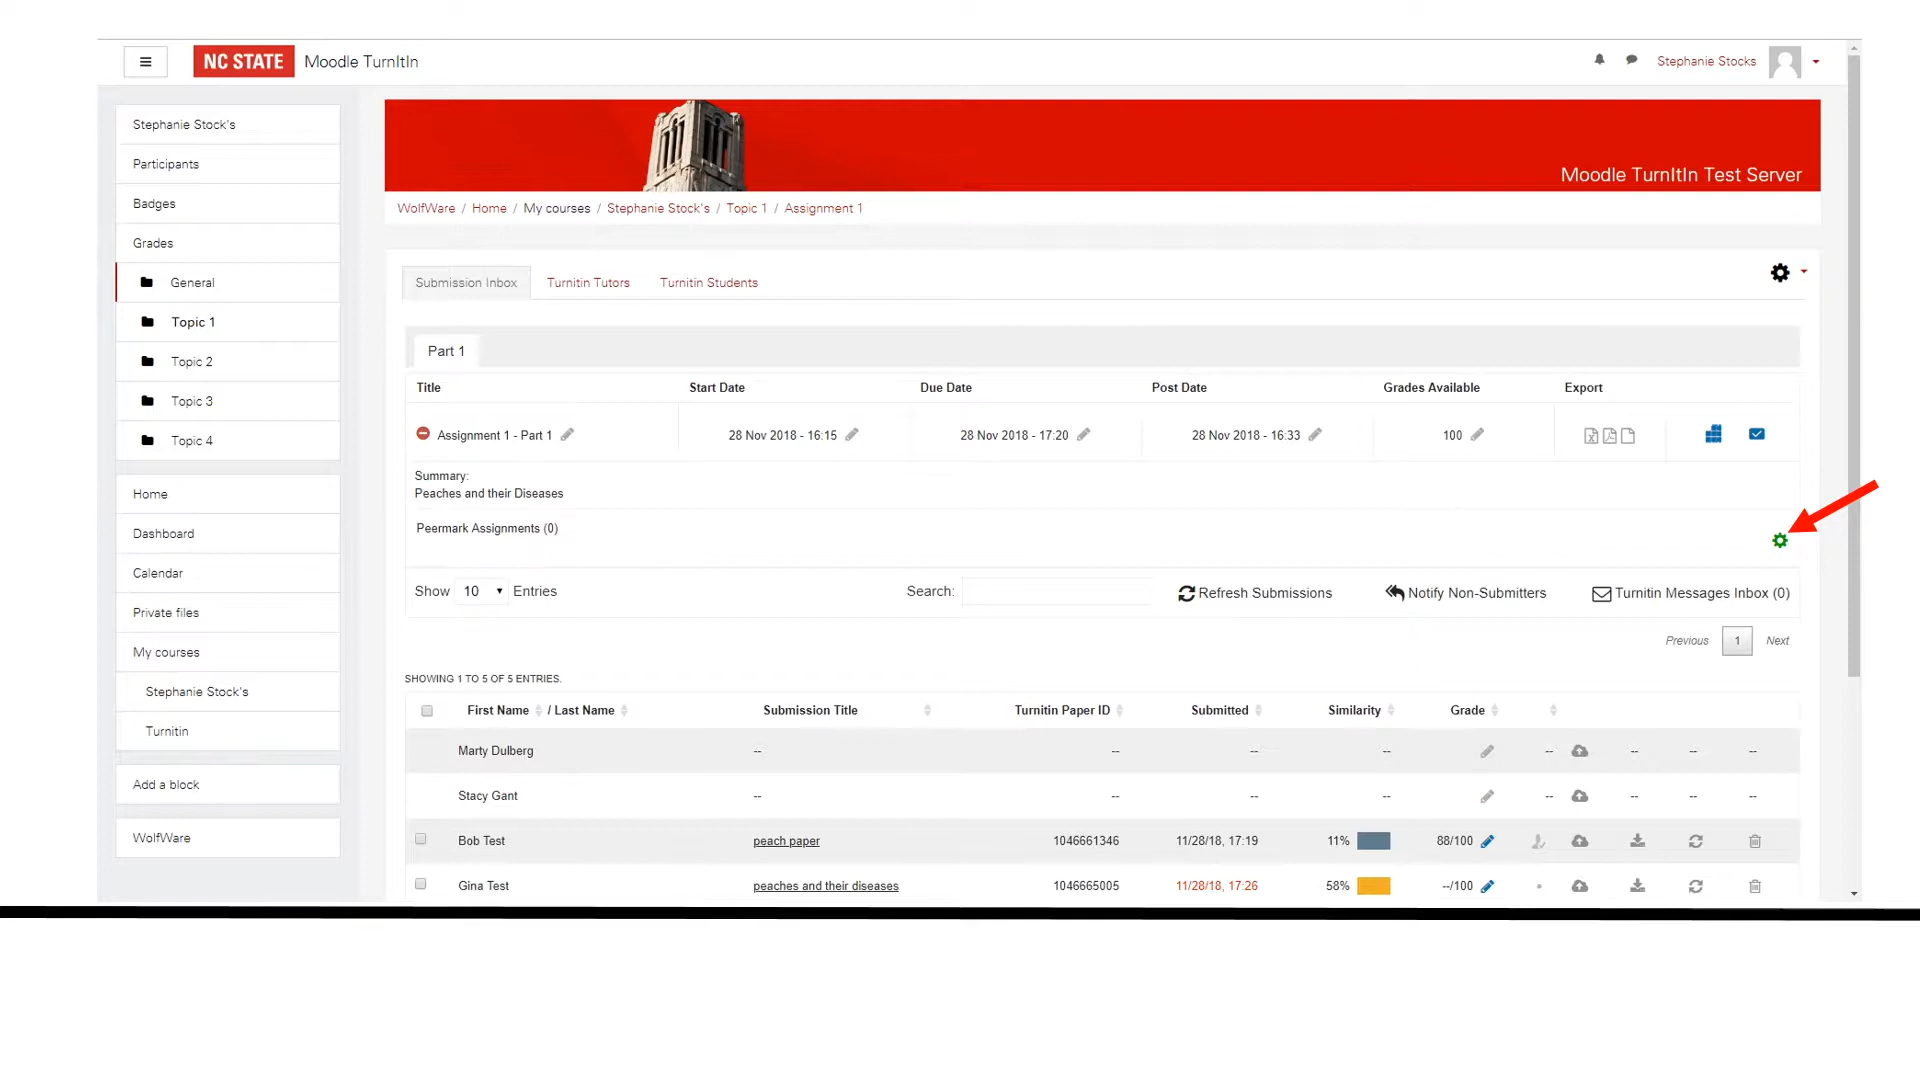 NC STATE Moodle TurnItIn
Stephanie Stocks
Stephanie Stock's
Participants
Badges
Grades
General
Topic 1
Topic 2
Topic 3
Topic 4
Home
Dashboard
Calendar
Private files
My courses
Stephanie Stock's
Turnitin
Add a block
WolfWare
Moodle TurnItIn Test Server
WolfWare / Home / My courses / Stephanie Stock's / Topic 1 / Assignment 1
Submission Inbox Turnitin Tutors Turnitin Students
Part 1
Title Start Date Due Date Post Date Grades Available Export
Assignment 1 - Part 1 28 Nov 2018 - 16:15 28 Nov 2018 - 17:20 28 Nov 2018 - 16:33 100
Summary:
Peaches and their Diseases
Peermark Assignments (0)
Show 10 Entries Search: Refresh Submissions Notify Non-Submitters Turnitin Messages Inbox (0)
Previous 1 Next
SHOWING 1 TO 5 OF 5 ENTRIES.
First Name / Last Name Submission Title Turnitin Paper ID Submitted Similarity Grade
Marty Dulberg -- -- -- -- -- -- -- --
Stacy Gant -- -- -- -- -- -- -- --
Bob Test peach paper 1046661346 11/28/18, 17:19 11% 88/100
Gina Test peaches and their diseases 1046665005 11/28/18, 17:26 58% --/100